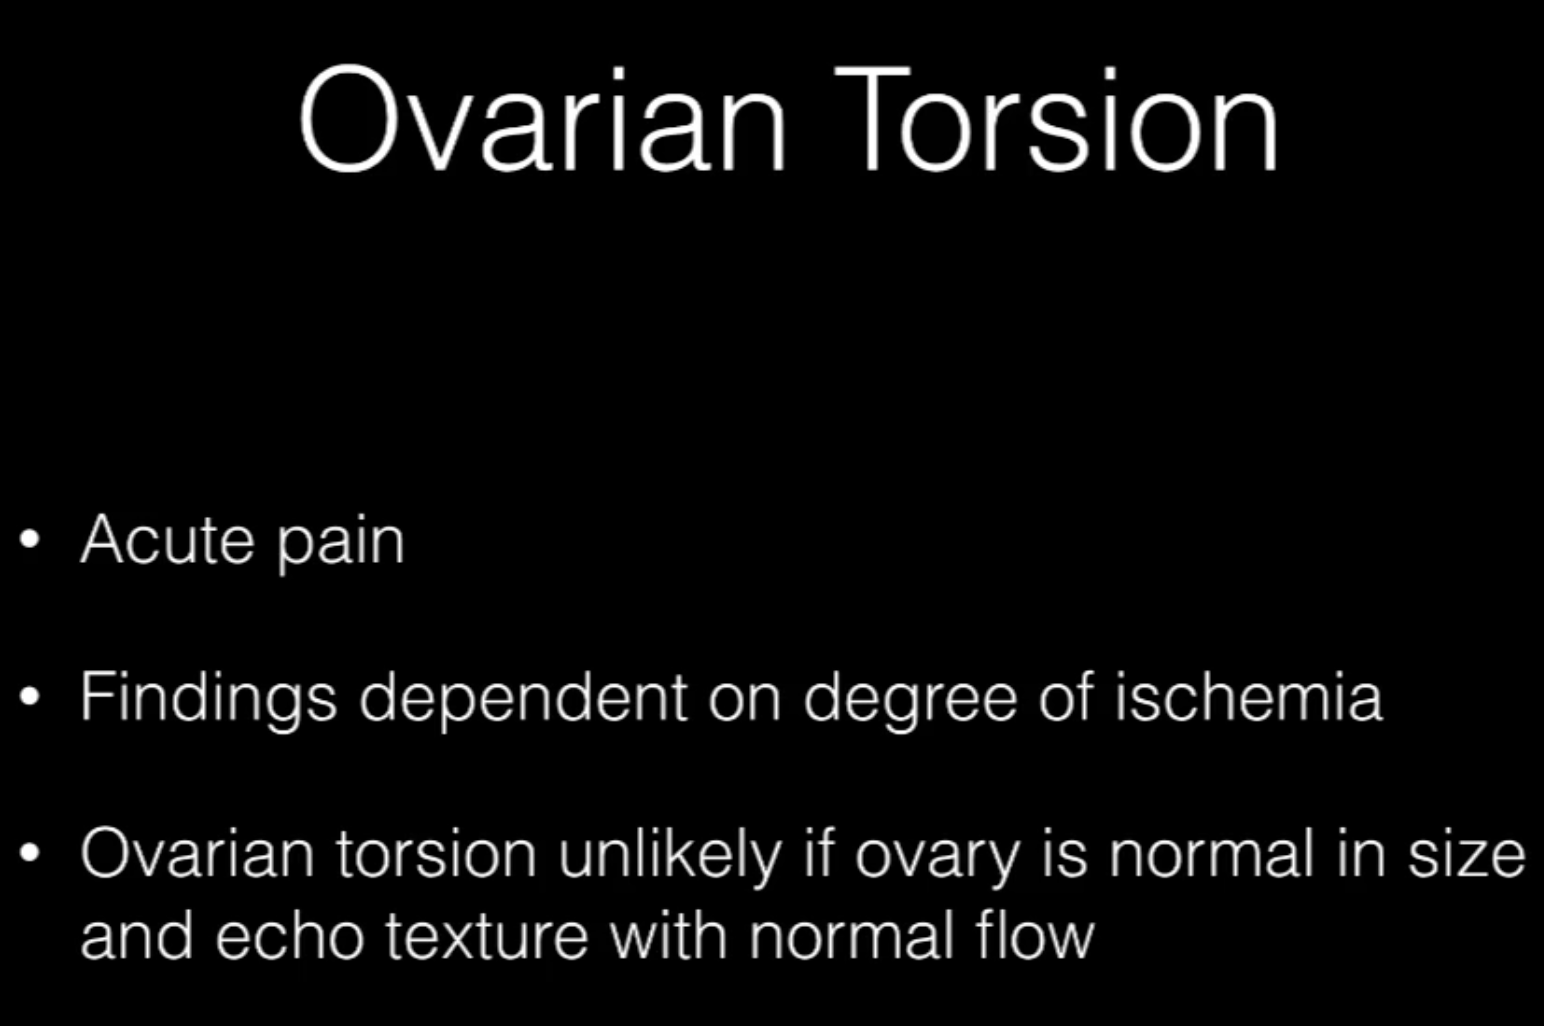 Ovarian Torsion
• Acute pain
• Findings dependent on degree of ischemia
• Ovarian torsion unlikely if ovary is normal in size
and echo texture with normal flow